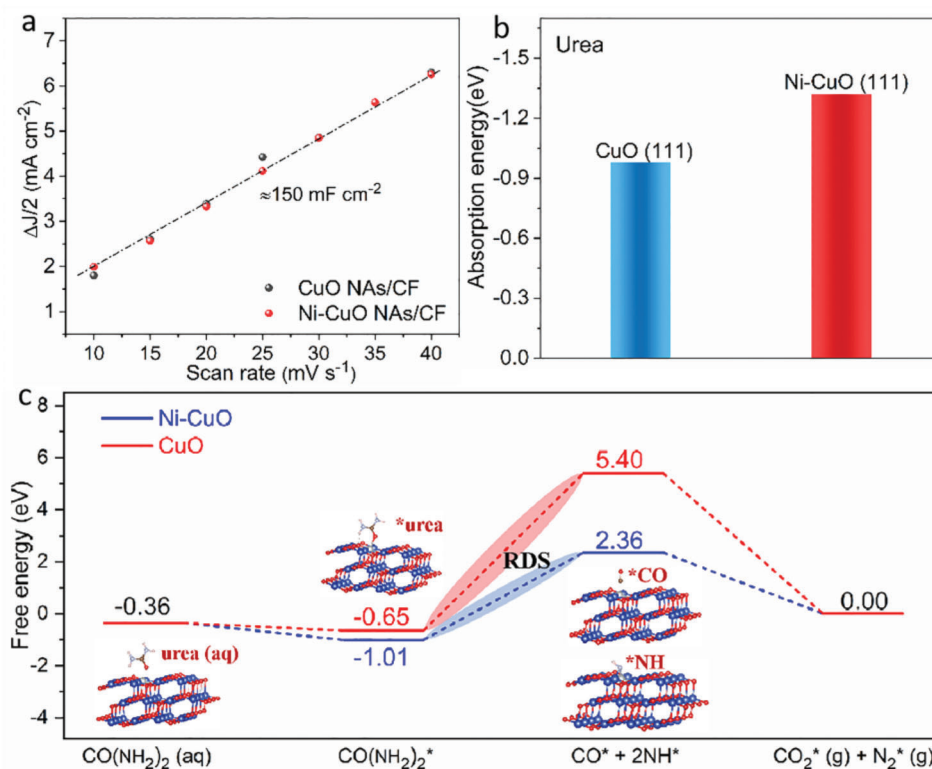 a
7
6
5
4
3
2
1
ΔJ/2 (mA cm⁻²)
≈150 mF cm⁻²
CuO NAs/CF
Ni-CuO NAs/CF
10 15 20 25 30 35 40
Scan rate (mV s⁻¹)
b
Urea
-1.5
-1.2
-0.9
-0.6
-0.3
0.0
Absorption energy(eV)
CuO (111)
Ni-CuO (111)
c
8
6
4
2
0
-2
-4
Free energy (eV)
Ni-CuO
CuO
5.40
*urea
RDS
2.36
*CO
-0.36
-0.65
0.00
-1.01
urea (aq)
*NH
CO(NH₂)₂ (aq) CO(NH₂)₂* CO* + 2NH* CO₂* (g) + N₂* (g)